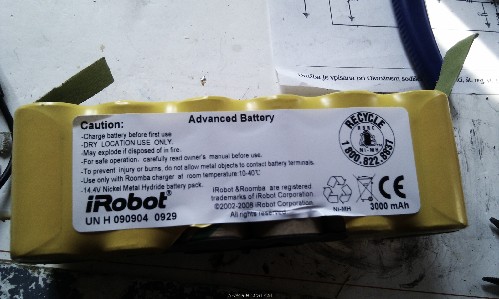 Advanced Battery
Caution:
-Charge battery before first use
-DRY LOCATION USE ONLY.
-May explode if disposed of in fire.
-For safe operation, carefully read owner's manual before use.
-To prevent injury or burns, do not allow metal objects to contact battery terminals.
-Use only with Roomba charger at room temperature 10-40°C
-14.4V Nickel Metal Hydride battery pack.
iRobot®
UN H 090904 0929
iRobot &Roomba are registered
trademarks of iRobot Corporation.
©2002-2008 iRobot Corporation.
All rights
RECYCLE
RBRC
Ni-MH
1.800.822.8837
Ni-MH
CE
3000 mAh